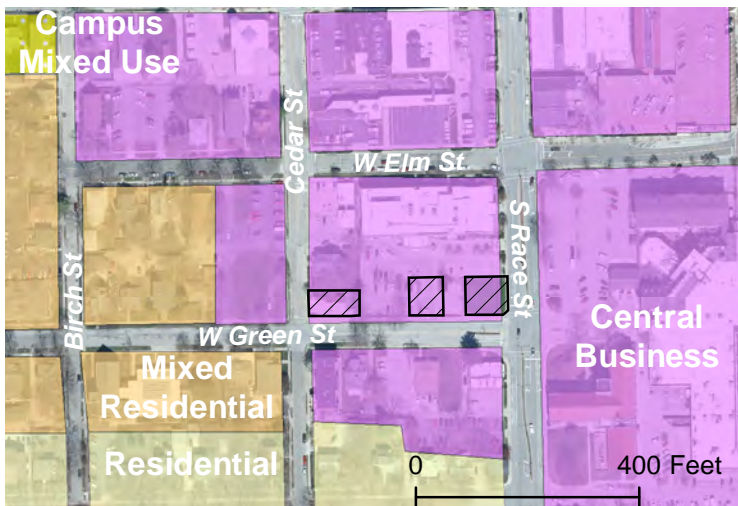 Campus
Mixed Use
Cedar St
W Elm St
S Race St
Birch St
W Green St
Central
Business
Mixed
Residential
Residential
0
400 Feet